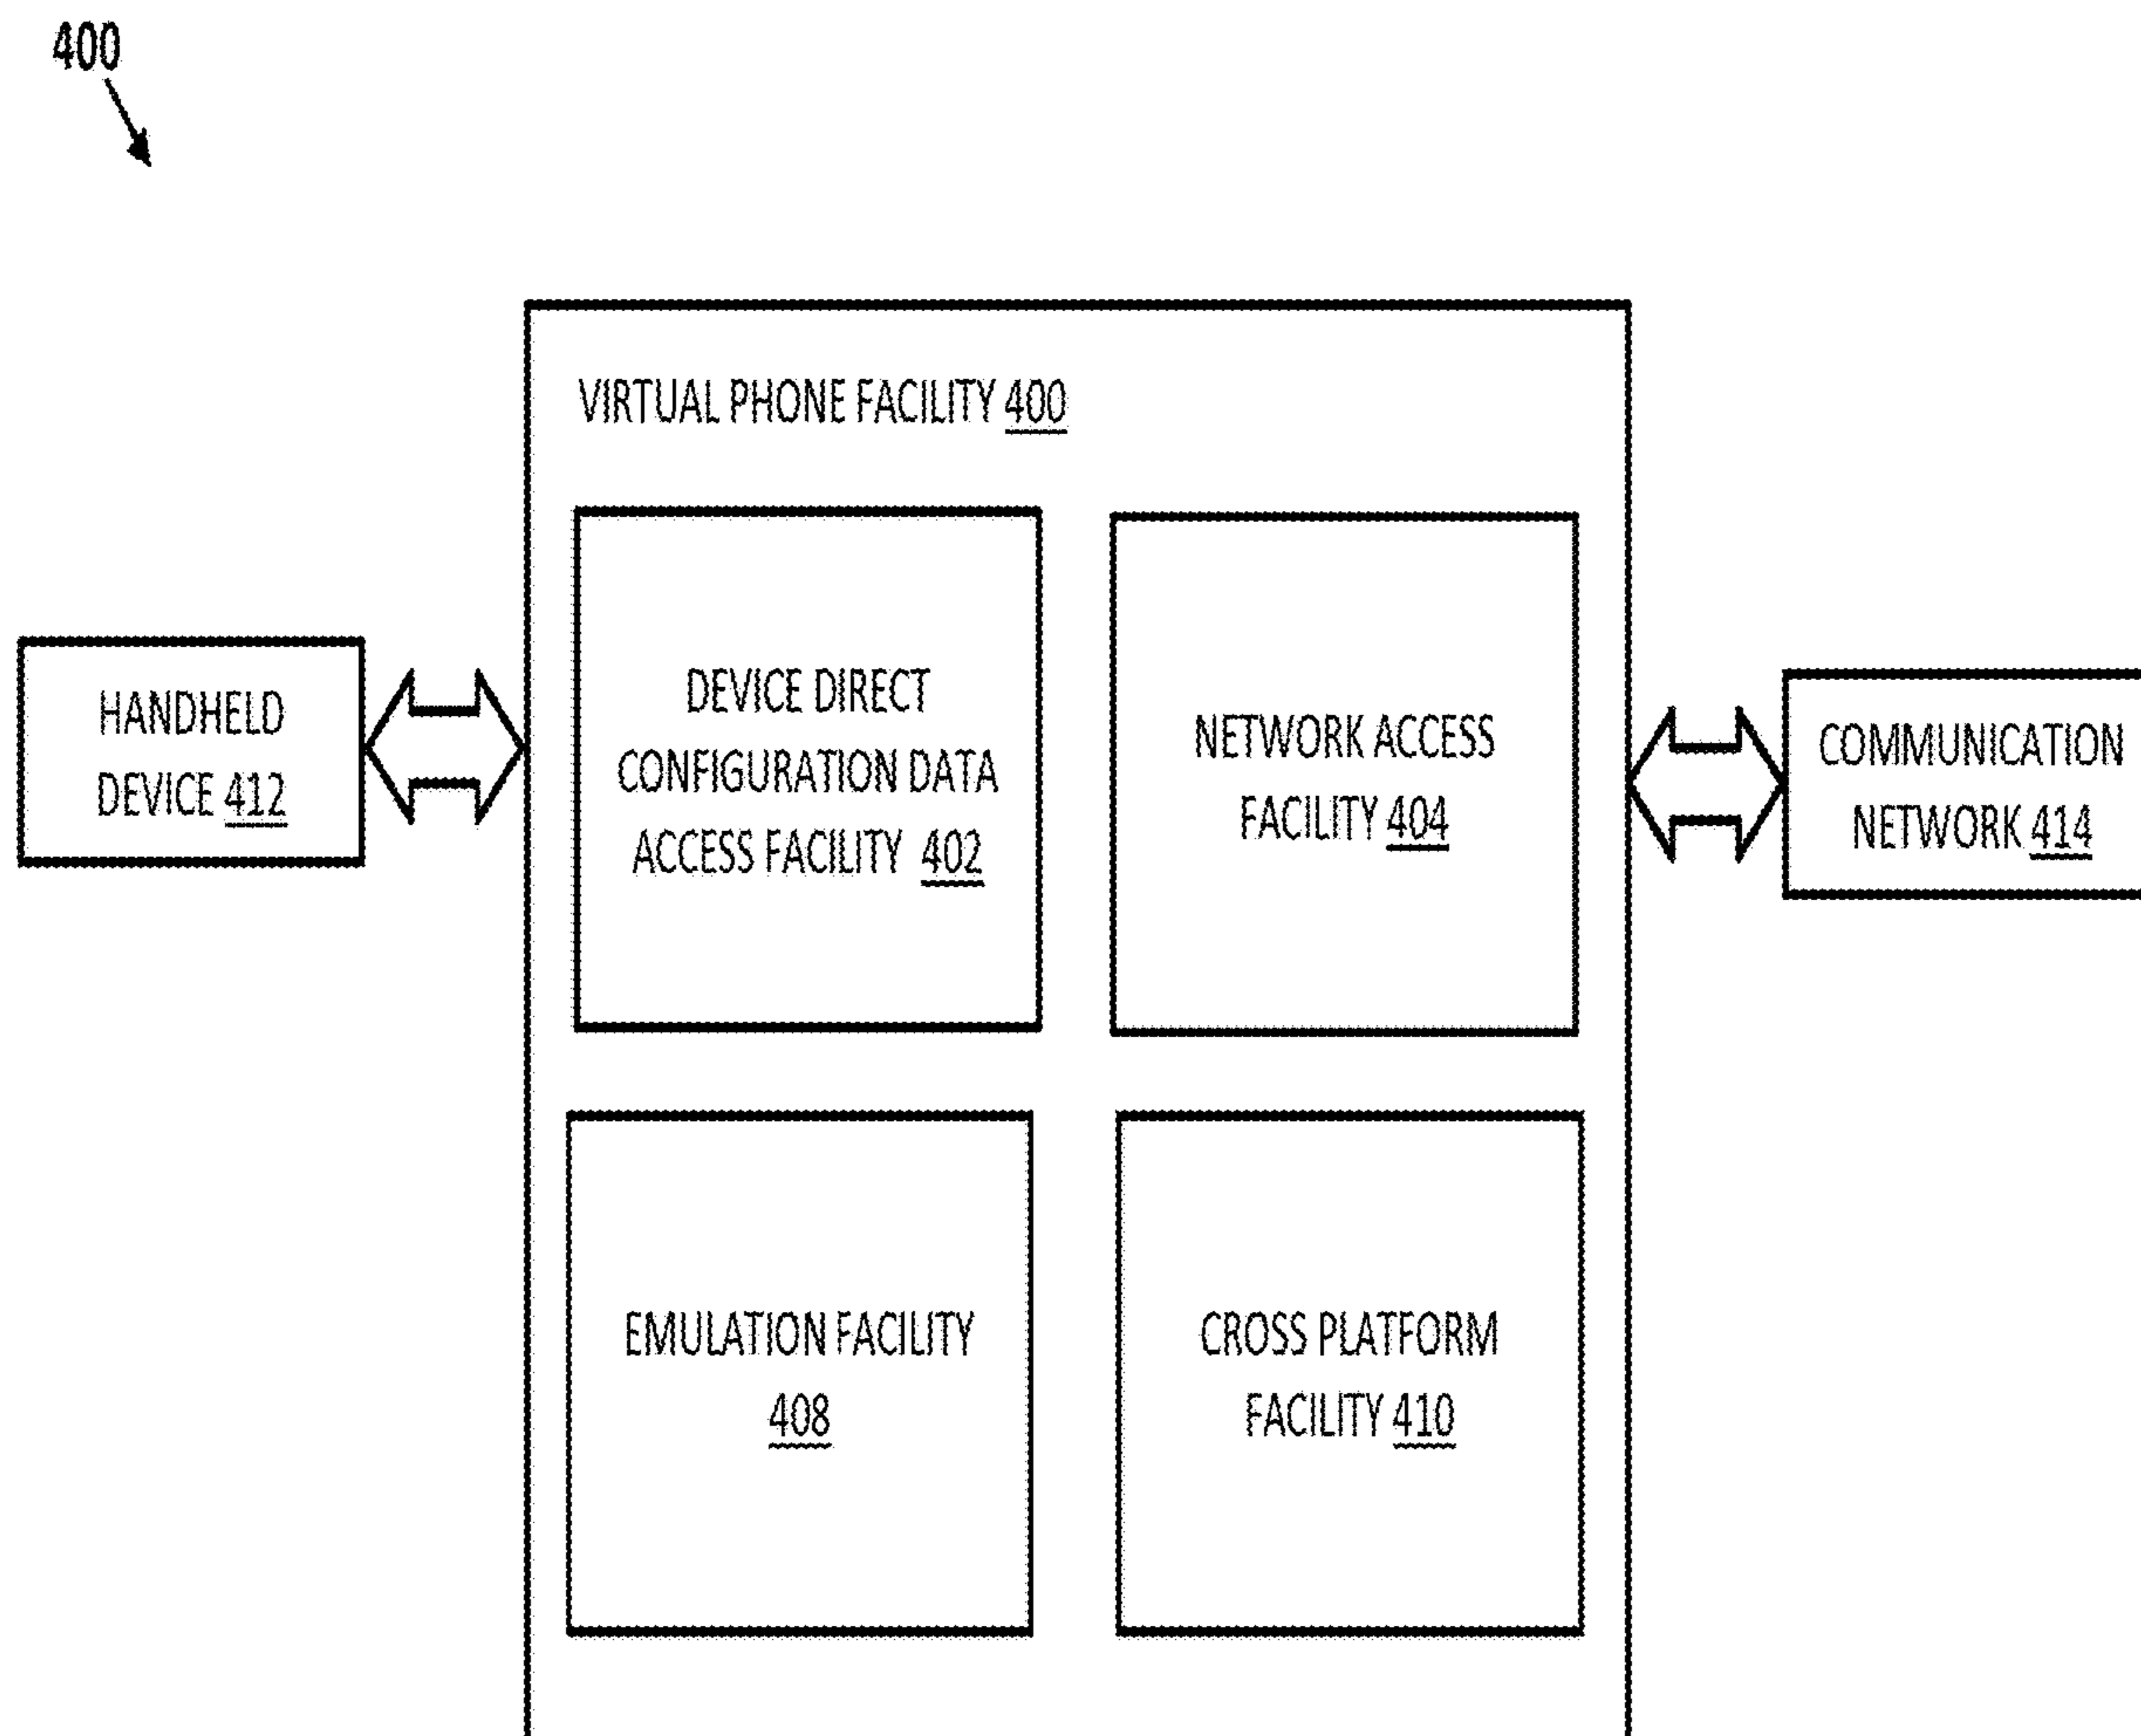 400
VIRTUAL PHONE FACILITY 400
HANDHELD
DEVICE 412
DEVICE DIRECT
CONFIGURATION DATA
ACCESS FACILITY 402
NETWORK ACCESS
FACILITY 404
COMMUNICATION
NETWORK 414
EMULATION FACILITY
408
CROSS PLATFORM
FACILITY 410